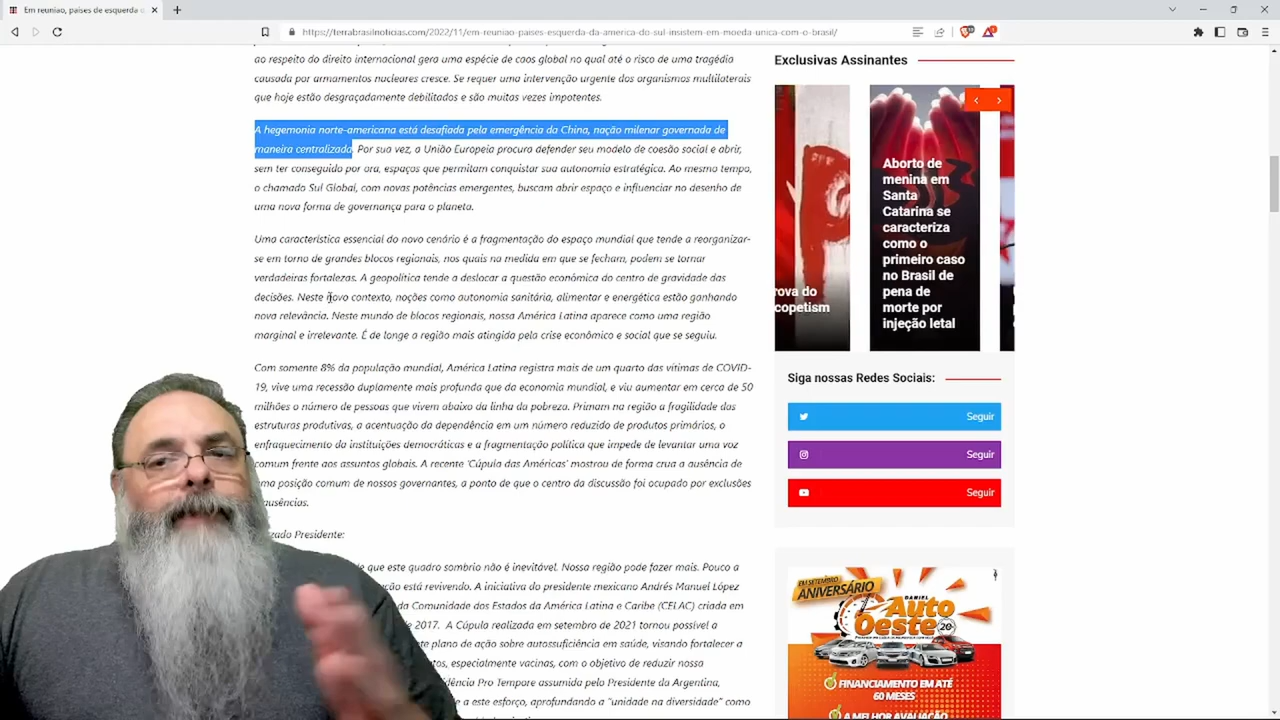 Em reunião, países de esquerda
https://terrabrasilnoticias.com/2022/11/em-reuniao-paises-esquerda-da-america-do-sul-insistem-em-moeda-unica-com-o-brasil/
ao respeito do direito internacional gera uma espécie de caos global no qual até o risco de uma tragédia
causada por armamentos nucleares cresce. Se requer uma intervenção urgente dos organismos multilaterais
que hoje estão desgraçadamente debilitados e são muitas vezes impotentes.
A hegemonia norte-americana está desafiada pela emergência da China, nação milenar governada de
maneira centralizada. Por sua vez, a União Europeia procura defender seu modelo de coesão social e abrir,
sem ter conseguido por ora, espaços que permitam conquistar sua autonomia estratégica. Ao mesmo tempo,
o chamado Sul Global, com novas potências emergentes, buscam abrir espaço e influenciar no desenho de
uma nova forma de governança para o planeta.
Uma característica essencial do novo cenário é a fragmentação do espaço mundial que tende a reorganizar-
se em torno de grandes blocos regionais, nos quais na medida em que se fecham, podem se tornar
verdadeiras fortalezas. A geopolítica tende a deslocar a questão econômica do centro de gravidade das
decisões. Neste novo contexto, noções como autonomia sanitária, alimentar e energética estão ganhando
nova relevância. Neste mundo de blocos regionais, nossa América Latina aparece como uma região
marginal e irrelevante. É de longe a região mais atingida pela crise econômica e social que se seguiu.
Com somente 8% da população mundial, América Latina registra mais de um quarto das vítimas de COVID-
19, vive uma recessão duplamente mais profunda que da economia mundial, e viu aumentar em cerca de 50
milhões o número de pessoas que vivem abaixo da linha da pobreza. Primam na região a fragilidade das
produtivas, a acentuação da dependência em um número reduzido de produtos primários, o
enfraquecimento das instituições democráticas e a fragmentação política que impede de levantar uma voz
comum frente aos assuntos globais. A recente 'Cúpula das Américas' mostrou de forma crua a ausência de
uma posição comum de nossos governantes, a ponto de que o centro da discussão foi ocupado por exclusões
ausências.
Presidente:
que este quadro sombrio não é inevitável. Nossa região pode fazer mais. Pouco a
está revivendo. A iniciativa do presidente mexicano Andrés Manuel López
da Comunidade dos Estados da América Latina e Caribe (CELAC) criada em
2017. A Cúpula realizada em setembro de 2021 tornou possível a
plano de ação sobre autossuficiência em saúde, visando fortalecer a
especialmente vacinas, com o objetivo de reduzir nossa
Pro Tempore assumida pelo Presidente da Argentina,
a este esforço, aprofundando a "unidade na diversidade" como
Exclusivas Assinantes
rova do
copetism
Aborto de
menina em
Santa
Catarina se
caracteriza
como o
primeiro caso
no Brasil de
pena de
morte por
injeção letal
Siga nossas Redes Sociais:
Seguir
Seguir
Seguir
EM SETEMBRO
ANIVERSÁRIO
DANIEL
Auto
Oeste
20
FINANCIAMENTO EM ATÉ
60 MESES
A MELHOR AVALIAÇÃO